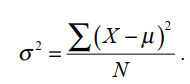 σ² = ∑(X − μ)² / N .